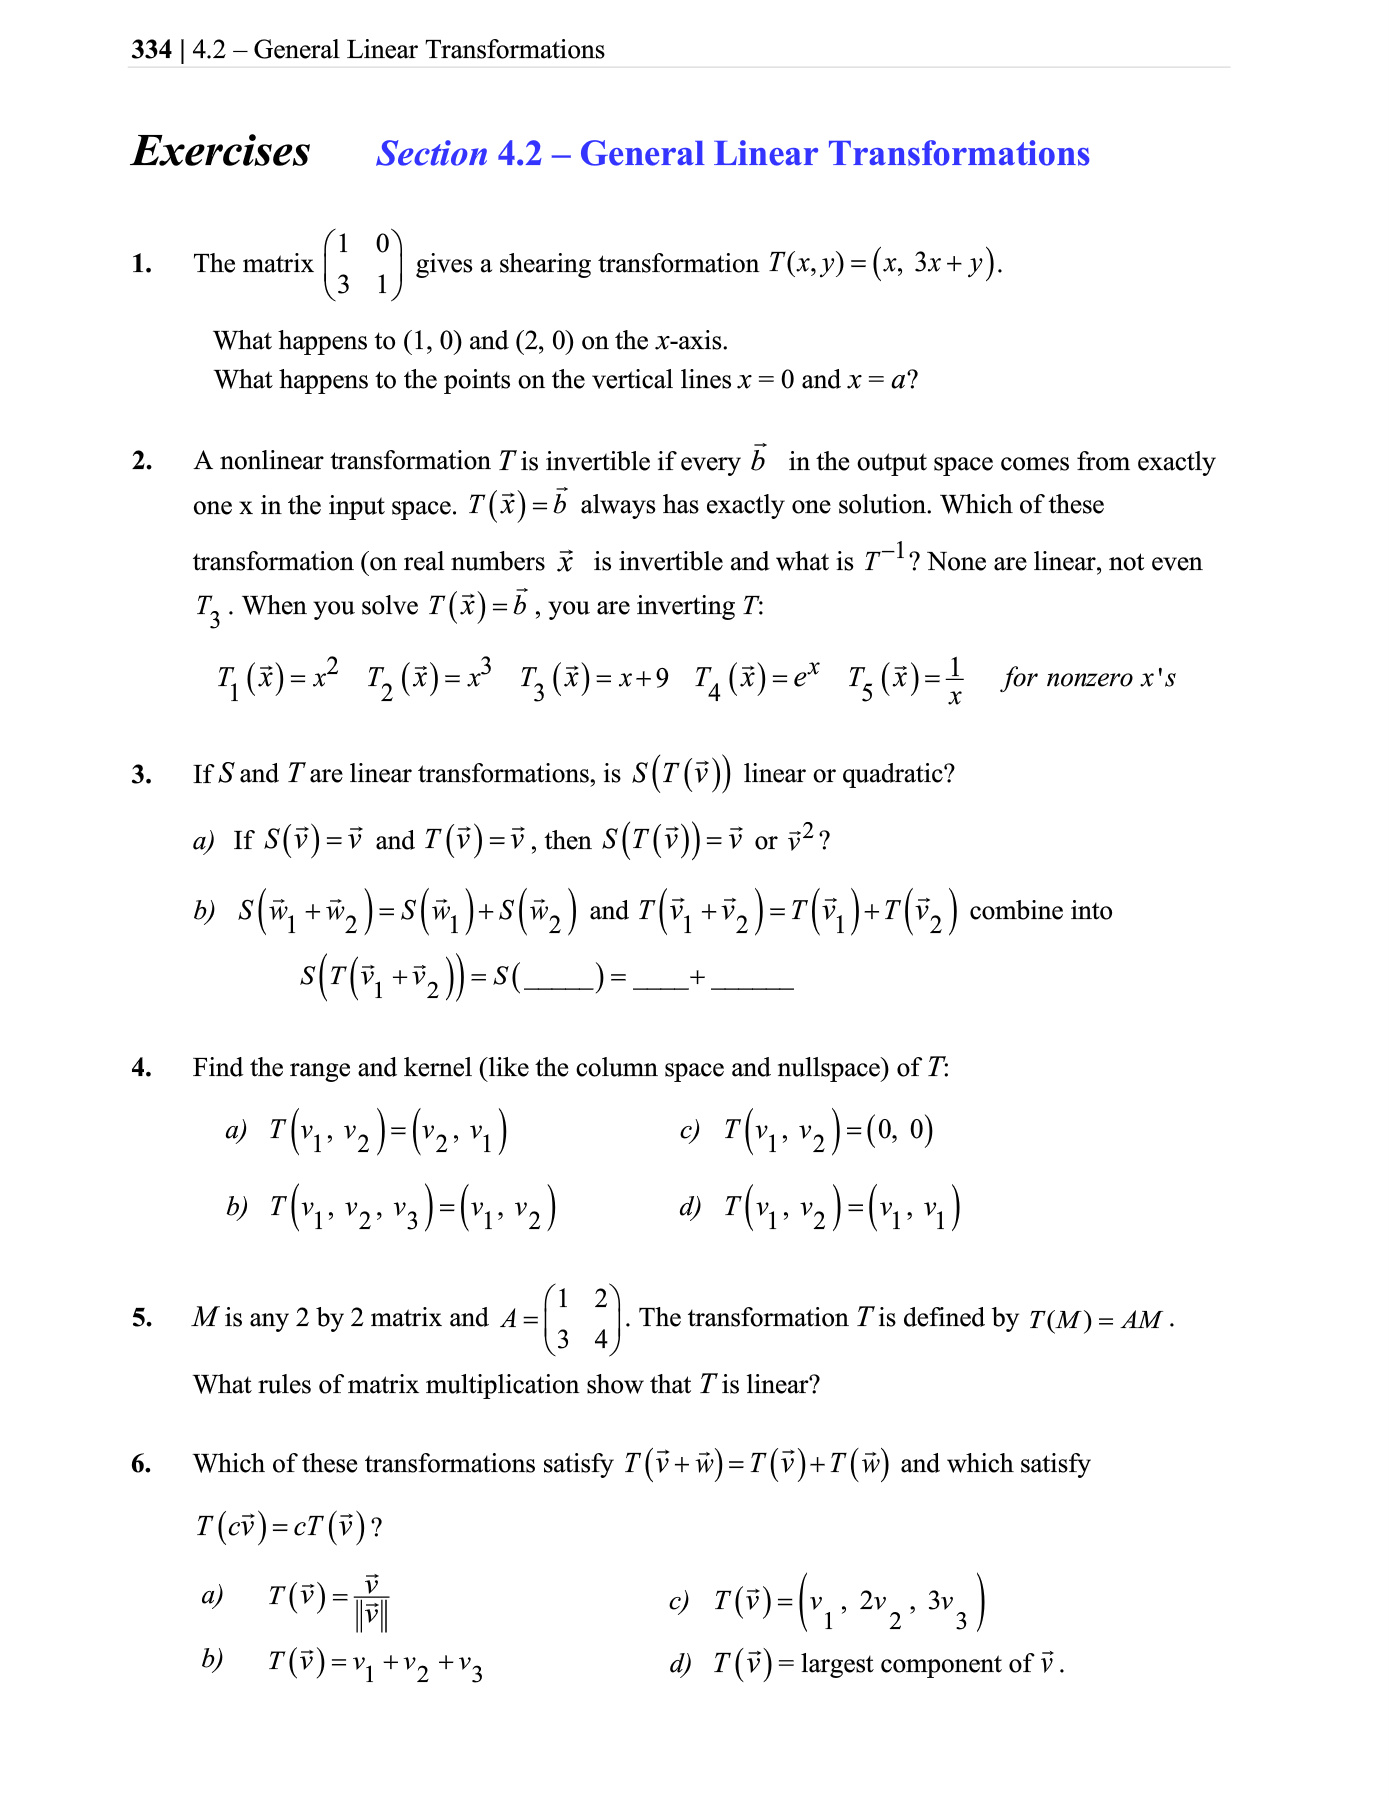 334 | 4.2 – General Linear Transformations
Exercises Section 4.2 – General Linear Transformations
1. The matrix \begin{pmatrix} 1 & 0 \\ 3 & 1 \end{pmatrix} gives a shearing transformation T(x, y) = (x, 3x + y).
What happens to (1, 0) and (2, 0) on the x-axis.
What happens to the points on the vertical lines x = 0 and x = a?
2. A nonlinear transformation T is invertible if every \vec{b} in the output space comes from exactly
one x in the input space. T(\vec{x}) = \vec{b} always has exactly one solution. Which of these
transformation (on real numbers \vec{x} is invertible and what is T^{-1}? None are linear, not even
T_3. When you solve T(\vec{x}) = \vec{b}, you are inverting T:
T_1(\vec{x}) = x^2 T_2(\vec{x}) = x^3 T_3(\vec{x}) = x+9 T_4(\vec{x}) = e^x T_5(\vec{x}) = \frac{1}{x} for nonzero x's
3. If S and T are linear transformations, is S(T(\vec{v})) linear or quadratic?
a) If S(\vec{v}) = \vec{v} and T(\vec{v}) = \vec{v}, then S(T(\vec{v})) = \vec{v} or \vec{v}^2?
b) S(\vec{w}_1 + \vec{w}_2) = S(\vec{w}_1) + S(\vec{w}_2) and T(\vec{v}_1 + \vec{v}_2) = T(\vec{v}_1) + T(\vec{v}_2) combine into
S(T(\vec{v}_1 + \vec{v}_2)) = S(_____) = ____+______
4. Find the range and kernel (like the column space and nullspace) of T:
a) T(v_1, v_2) = (v_2, v_1) c) T(v_1, v_2) = (0, 0)
b) T(v_1, v_2, v_3) = (v_1, v_2) d) T(v_1, v_2) = (v_1, v_1)
5. M is any 2 by 2 matrix and A = \begin{pmatrix} 1 & 2 \\ 3 & 4 \end{pmatrix}. The transformation T is defined by T(M) = AM.
What rules of matrix multiplication show that T is linear?
6. Which of these transformations satisfy T(\vec{v} + \vec{w}) = T(\vec{v}) + T(\vec{w}) and which satisfy
T(c\vec{v}) = cT(\vec{v})?
a) T(\vec{v}) = \frac{\vec{v}}{\|\vec{v}\|} c) T(\vec{v}) = (v_1, 2v_2, 3v_3)
b) T(\vec{v}) = v_1 + v_2 + v_3 d) T(\vec{v}) = largest component of \vec{v}.